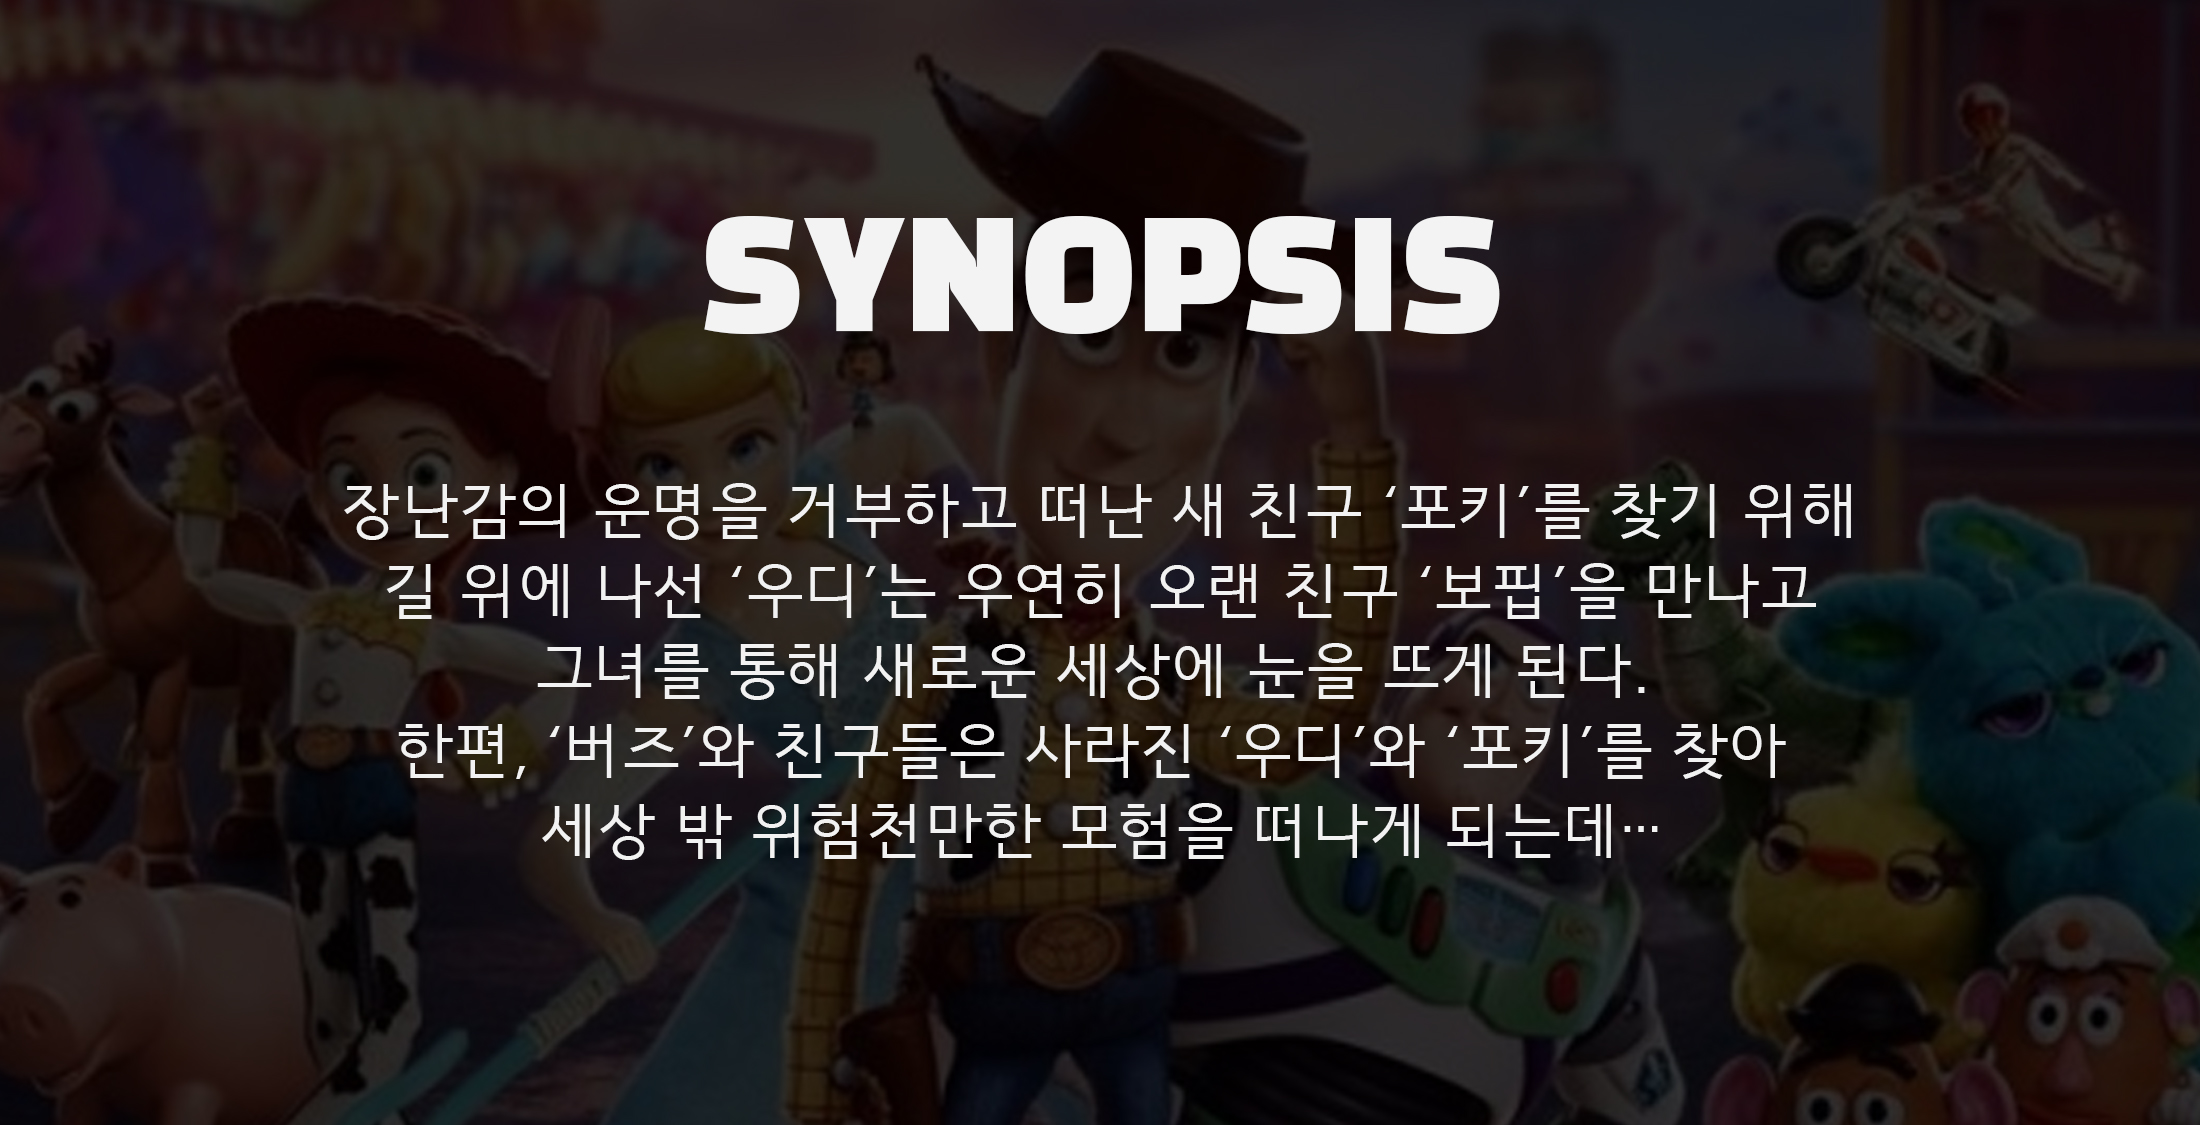 SYNOPSIS
장난감의 운명을 거부하고 떠난 새 친구 ‘포키’를 찾기 위해
길 위에 나선 ‘우디’는 우연히 오랜 친구 ‘보핍’을 만나고
그녀를 통해 새로운 세상에 눈을 뜨게 된다.
한편, ‘버즈’와 친구들은 사라진 ‘우디’와 ‘포키’를 찾아
세상 밖 위험천만한 모험을 떠나게 되는데…